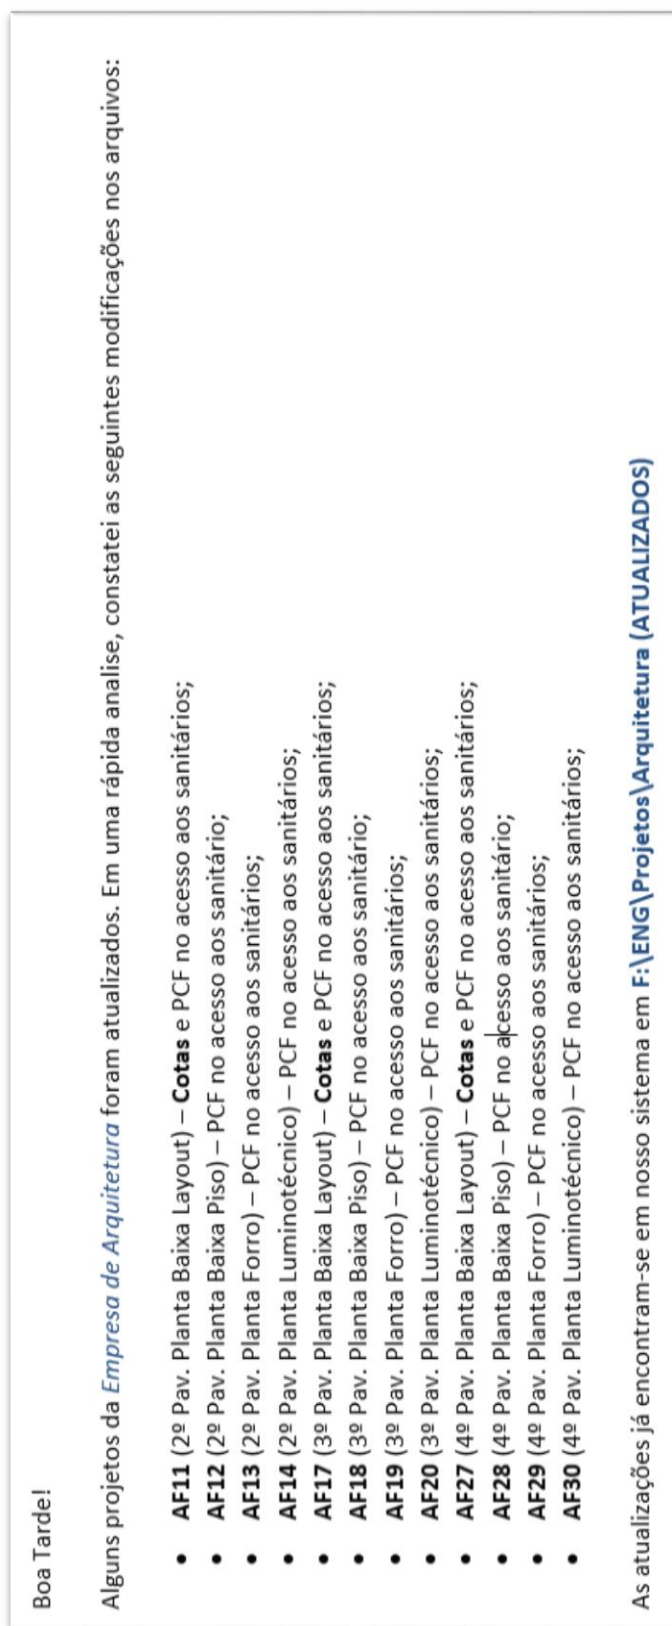 Boa Tarde!
Alguns projetos da Empresa de Arquitetura foram atualizados. Em uma rápida analise, constatei as seguintes modificações nos arquivos:
• AF11 (2º Pav. Planta Baixa Layout) – Cotas e PCF no acesso aos sanitários;
• AF12 (2º Pav. Planta Baixa Piso) – PCF no acesso aos sanitário;
• AF13 (2º Pav. Planta Forro) – PCF no acesso aos sanitários;
• AF14 (2º Pav. Planta Luminotécnico) – PCF no acesso aos sanitários;
• AF17 (3º Pav. Planta Baixa Layout) – Cotas e PCF no acesso aos sanitários;
• AF18 (3º Pav. Planta Baixa Piso) – PCF no acesso aos sanitário;
• AF19 (3º Pav. Planta Forro) – PCF no acesso aos sanitários;
• AF20 (3º Pav. Planta Luminotécnico) – PCF no acesso aos sanitários;
• AF27 (4º Pav. Planta Baixa Layout) – Cotas e PCF no acesso aos sanitários;
• AF28 (4º Pav. Planta Baixa Piso) – PCF no acesso aos sanitário;
• AF29 (4º Pav. Planta Forro) – PCF no acesso aos sanitários;
• AF30 (4º Pav. Planta Luminotécnico) – PCF no acesso aos sanitários;
As atualizações já encontram-se em nosso sistema em F:\ENG\Projetos\Arquitetura (ATUALIZADOS)